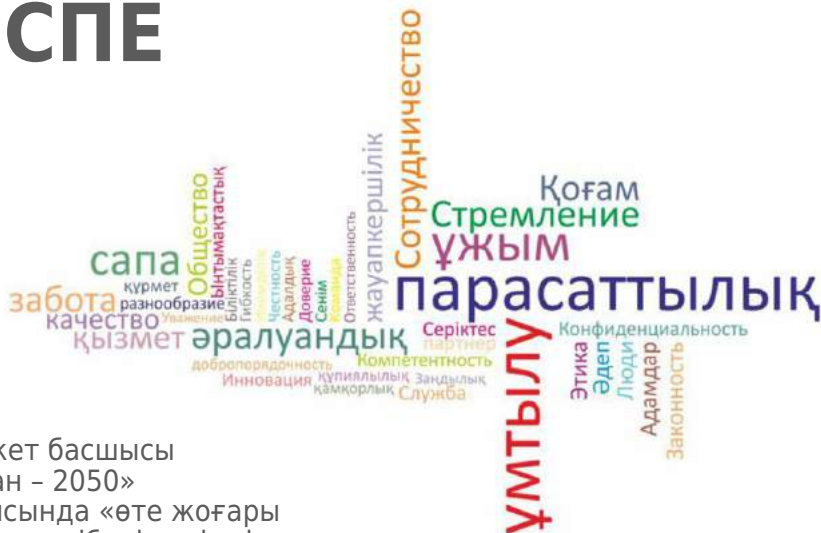 СПЕ
Сотрудничество
жауапкершілік
Қоғам
Стремление
ұжым
парасаттылық
Общество
Ынтымақтастық
сапа
құрмет
забота
разнообразие
качество
Уважение
қызмет
әралуандық
Біліктілік
Гибкость
Честность
Адалдық
Доверие
Сенім
Команда
Ответственность
Серіктес
партнер
Конфиденциальность
добропорядочность
Компетентность
Инновация
құпиялылық
заңдылық
қамқорлық
Служба
ұмтылу
Этика
Әдеп
Люди
Адамдар
Законность
кет басшысы
ан – 2050»
сында «өте жоғары